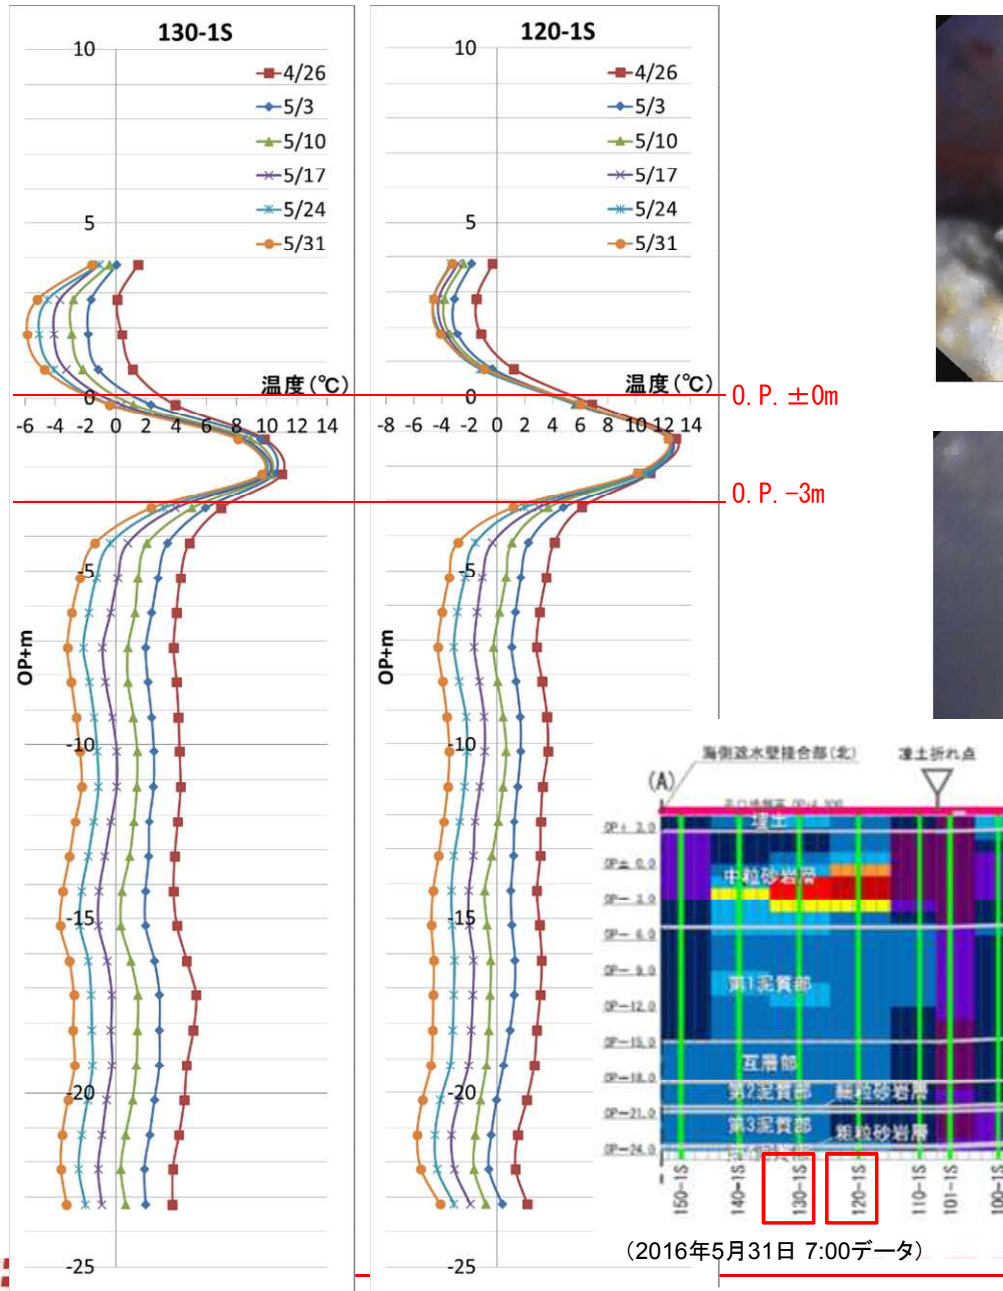 130-1S
10
4/26
5/3
5/10
5/17
5/24
5/31
5
温度(℃)
0
-6 -4 -2 0 2 4 6 8 10 12 14
-5
OP+m
-10
-15
-20
-25
120-1S
10
4/26
5/3
5/10
5/17
5/24
5/31
5
温度(℃)
0
-8 -6 -4 -2 0 2 4 6 8 10 12 14
-5
OP+m
-10
-15
-20
-25
O.P.±0m
O.P.-3m
海側遮水壁接合部(北)
凍土折れ点
(A)
埋土
中粒砂岩層
第1泥質部
互層部
第2泥質部 細粒砂岩層
第3泥質部 粗粒砂岩層
OP+ 3.0
OP± 0.0
OP- 3.0
OP- 6.0
OP- 9.0
OP-12.0
OP-15.0
OP-18.0
OP-21.0
OP-24.0
150-1S
140-1S
130-1S
120-1S
110-1S
101-1S
100-1S
(2016年5月31日 7:00データ)